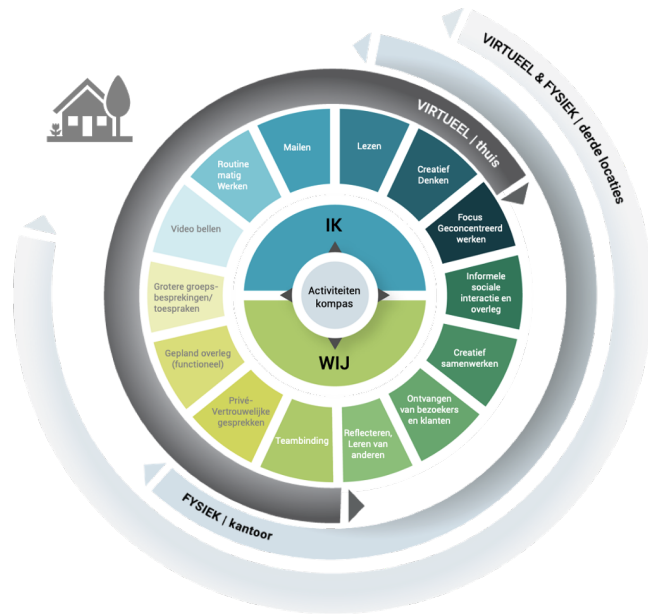 VIRTUEEL & FYSIEK | derde locaties
VIRTUEEL | thuis
Mailen
Lezen
Routine
matig
Werken
Creatief
Denken
Video bellen
Focus
Geconcentreerd
werken
IK
Grotere groeps-
besprekingen/
toespraken
Activiteiten
kompas
Informele
sociale
interactie en
overleg
Gepland overleg
(functioneel)
WIJ
Creatief
samenwerken
Privé-
Vertrouwelijke
gesprekken
Ontvangen
van bezoekers
en klanten
Teambinding
Reflecteren,
Leren van
anderen
FYSIEK | kantoor